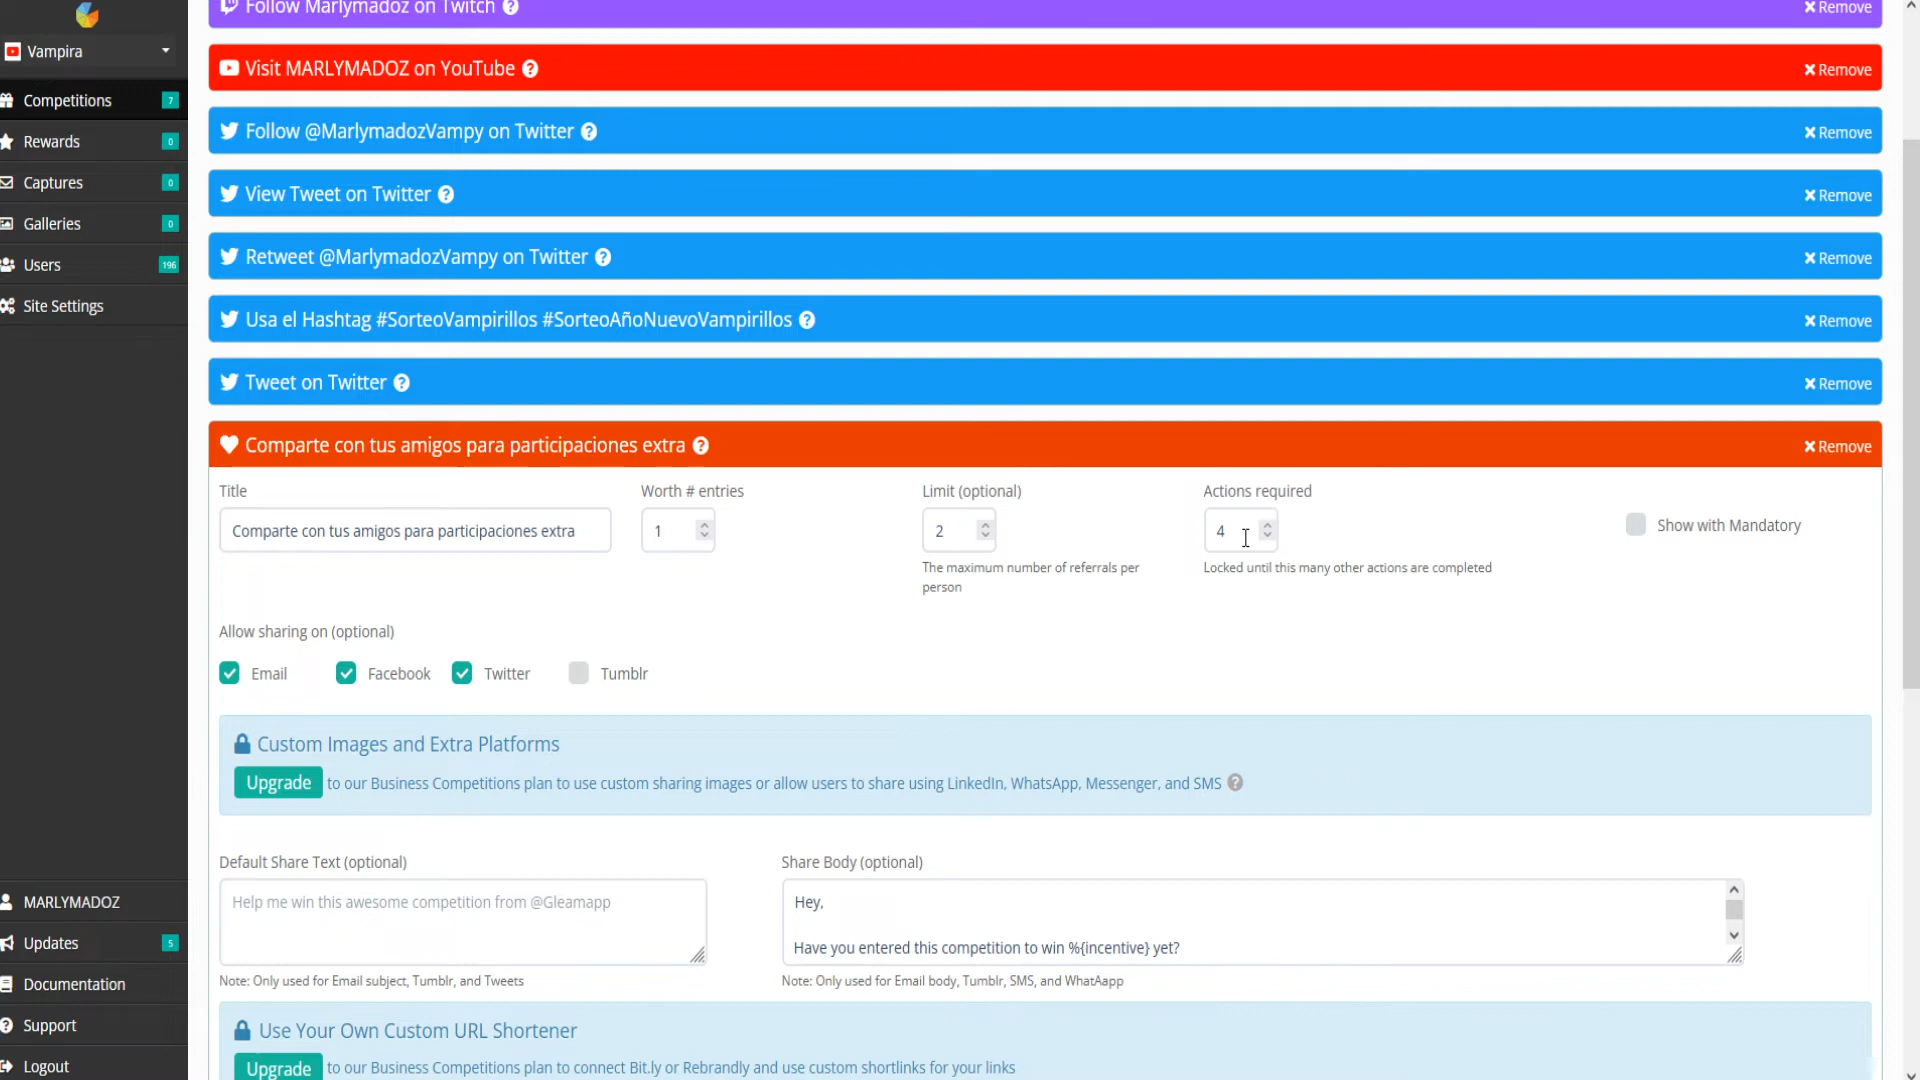 Follow Marlymadoz on Twitch
Remove
Vampira
Visit MARLYMADOZ on YouTube
Remove
Competitions 7
Follow @MarlymadozVampy on Twitter
Remove
Rewards 0
Captures 0
View Tweet on Twitter
Remove
Galleries 0
Users 196
Retweet @MarlymadozVampy on Twitter
Remove
Site Settings
Usa el Hashtag #SorteoVampirillos #SorteoAñoNuevoVampirillos
Remove
Tweet on Twitter
Remove
Comparte con tus amigos para participaciones extra
Remove
Title
Worth # entries
Limit (optional)
Actions required
Comparte con tus amigos para participaciones extra
1
2
4
Show with Mandatory
The maximum number of referrals per
person
Locked until this many other actions are completed
Allow sharing on (optional)
Email
Facebook
Twitter
Tumblr
Custom Images and Extra Platforms
Upgrade to our Business Competitions plan to use custom sharing images or allow users to share using LinkedIn, WhatsApp, Messenger, and SMS
Default Share Text (optional)
Share Body (optional)
Help me win this awesome competition from @Gleamapp
Hey,
Have you entered this competition to win %{incentive} yet?
Note: Only used for Email subject, Tumblr, and Tweets
Note: Only used for Email body, Tumblr, SMS, and WhatAapp
Use Your Own Custom URL Shortener
Upgrade to our Business Competitions plan to connect Bit.ly or Rebrandly and use custom shortlinks for your links
MARLYMADOZ
Updates 5
Documentation
Support
Logout